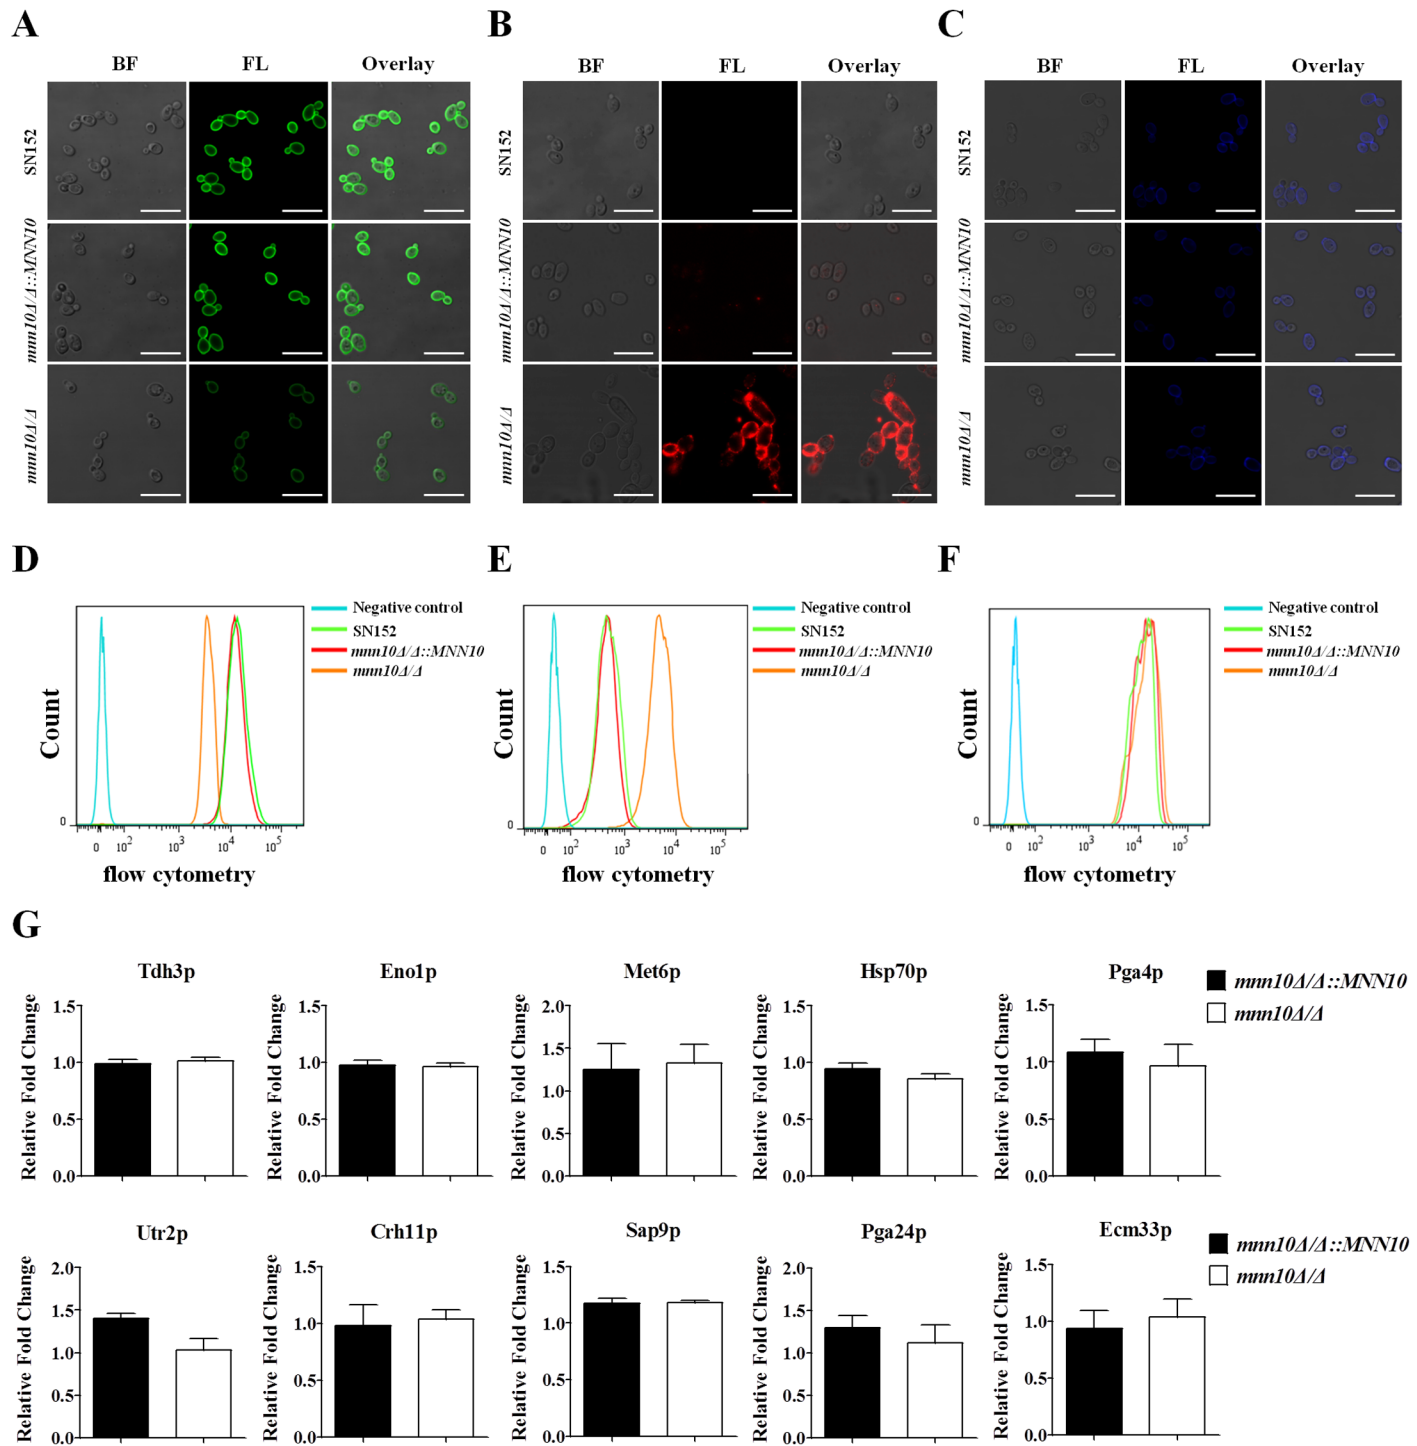 A
B
C
BF FL Overlay
BF FL Overlay
BF FL Overlay
SN152
mnn10Δ/Δ::MNN10
mnn10Δ/Δ
SN152
mnn10Δ/Δ::MNN10
mnn10Δ/Δ
SN152
mnn10Δ/Δ::MNN10
mnn10Δ/Δ
D
Count
0
0 10² 10³ 10⁴ 10⁵
flow cytometry
Negative control
SN152
mnn10Δ/Δ::MNN10
mnn10Δ/Δ
E
Count
0
0 10² 10³ 10⁴ 10⁵
flow cytometry
Negative control
SN152
mnn10Δ/Δ::MNN10
mnn10Δ/Δ
F
Count
0
0 10² 10³ 10⁴ 10⁵
flow cytometry
Negative control
SN152
mnn10Δ/Δ::MNN10
mnn10Δ/Δ
G
Tdh3p
Relative Fold Change
1.5
1.0
0.5
0.0
Eno1p
Relative Fold Change
1.5
1.0
0.5
0.0
Met6p
Relative Fold Change
2.0
1.5
1.0
0.5
0.0
Hsp70p
Relative Fold Change
1.5
1.0
0.5
0.0
Pga4p
Relative Fold Change
1.5
1.0
0.5
0.0
mnn10Δ/Δ::MNN10
mnn10Δ/Δ
Utr2p
Relative Fold Change
2.0
1.5
1.0
0.5
0.0
Crh11p
Relative Fold Change
1.5
1.0
0.5
0.0
Sap9p
Relative Fold Change
1.5
1.0
0.5
0.0
Pga24p
Relative Fold Change
2.0
1.5
1.0
0.5
0.0
Ecm33p
Relative Fold Change
1.5
1.0
0.5
0.0
mnn10Δ/Δ::MNN10
mnn10Δ/Δ